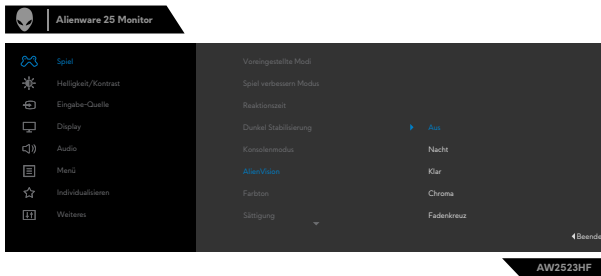 Alienware 25 Monitor
Spiel
Voreingestellte Modi
Helligkeit/Kontrast
Spiel verbessern Modus
Eingabe-Quelle
Reaktionszeit
Display
Dunkel Stabilisierung
Aus
Audio
Konsolenmodus
Nacht
Menü
AlienVision
Klar
Individualisieren
Farbton
Chroma
Weiteres
Sättigung
Fadenkreuz
Beende
AW2523HF